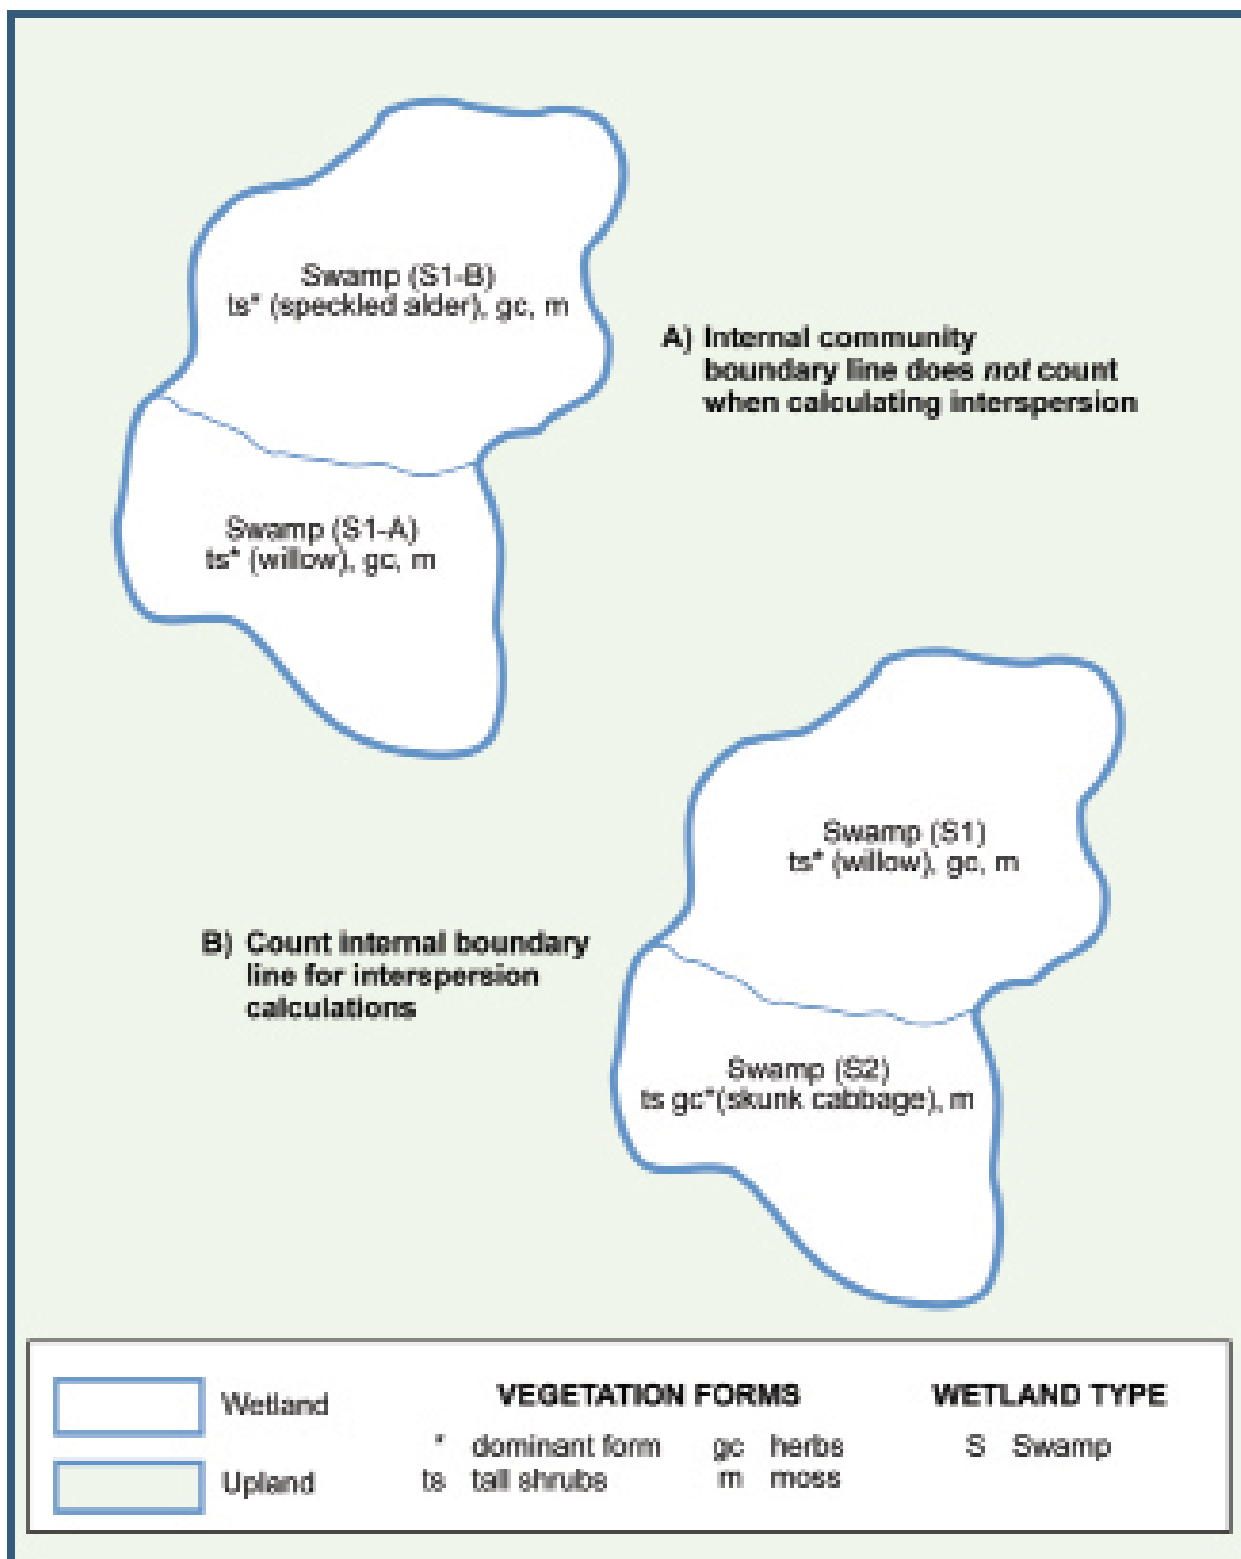 Swamp (S1-B)
ts* (speckled alder), gc, m
A) Internal community
boundary line does not count
when calculating interspersion
Swamp (S1-A)
ts* (willow), gc, m
Swamp (S1)
ts* (willow), gc, m
B) Count internal boundary
line for interspersion
calculations
Swamp (S2)
ts gc*(skunk cabbage), m
Wetland
Upland
VEGETATION FORMS
* dominant form gc herbs
ts tall shrubs m moss
WETLAND TYPE
S Swamp